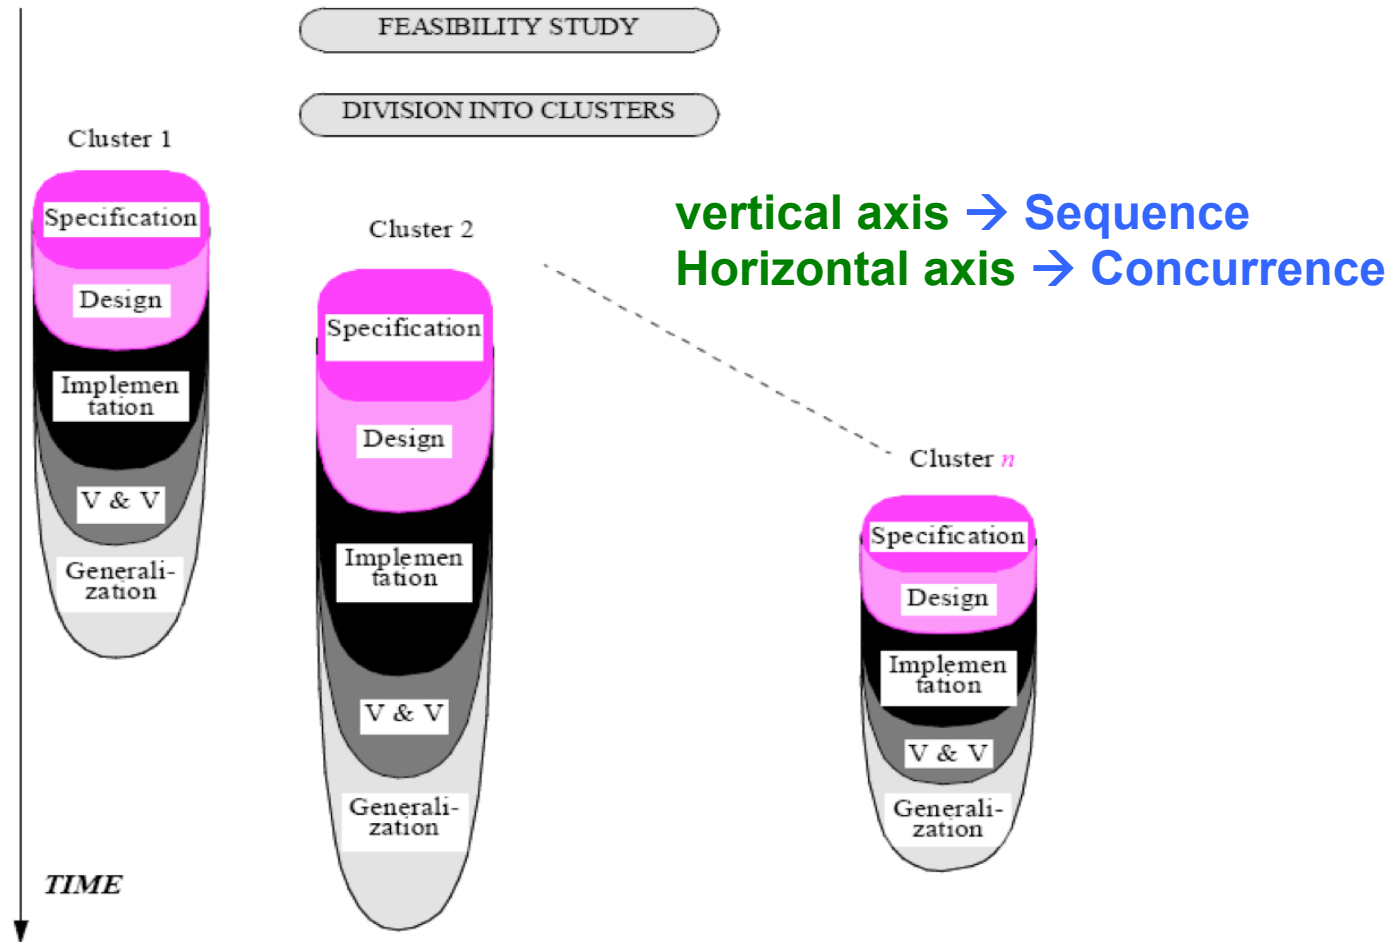 FEASIBILITY STUDY
DIVISION INTO CLUSTERS
vertical axis → Sequence
Horizontal axis → Concurrence
Cluster 1
Specification
Design
Implemen
tation
V & V
Generali-
zation
Cluster 2
Specification
Design
Implemen
tation
V & V
Generali-
zation
Cluster n
Specification
Design
Implemen
tation
V & V
Generali-
zation
TIME